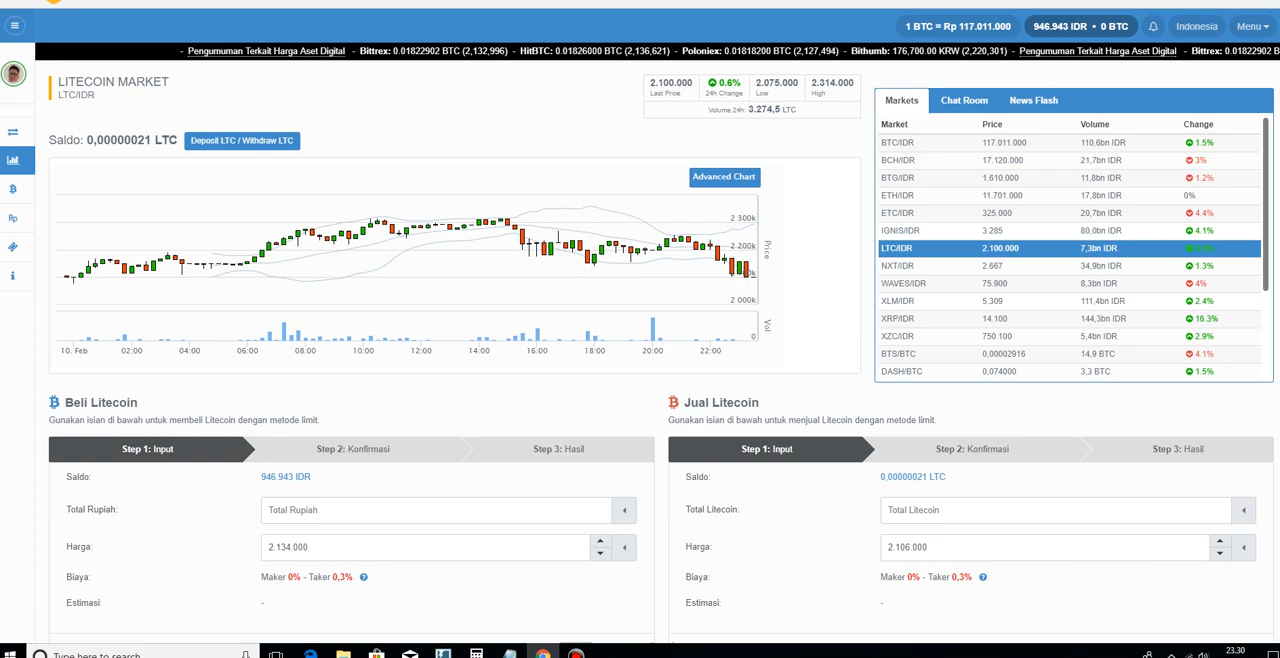 1 BTC = Rp 117.011.000
946.943 IDR • 0 BTC
Indonesia
Menu
- Pengumuman Terkait Harga Aset Digital - Bittrex: 0.01822902 BTC (2,132,996) - HitBTC: 0.01826000 BTC (2,136,621) - Poloniex: 0.01818200 BTC (2,127,494) - Bithumb: 176,700.00 KRW (2,220,301) - Pengumuman Terkait Harga Aset Digital - Bittrex: 0.01822902 B
LITECOIN MARKET
LTC/IDR
2.100.000 0.6% 2.075.000 2.314.000
Last Price 24h Change Low High
Volume 24h: 3.274,5 LTC
Saldo: 0,00000021 LTC
Deposit LTC / Withdraw LTC
Advanced Chart
2 300k
2 200k
2 000k
Price
Vol
0
10. Feb 02:00 04:00 06:00 08:00 10:00 12:00 14:00 16:00 18:00 20:00 22:00
Markets Chat Room News Flash
Market Price Volume Change
BTC/IDR 117.011.000 110,6bn IDR 1.5%
BCH/IDR 17.120.000 21,7bn IDR 3%
BTG/IDR 1.610.000 11,8bn IDR 1.2%
ETH/IDR 11.701.000 17,8bn IDR 0%
ETC/IDR 325.000 20,7bn IDR 4.4%
IGNIS/IDR 3.285 80,0bn IDR 4.1%
LTC/IDR 2.100.000 7,3bn IDR
NXT/IDR 2.667 34,9bn IDR 1.3%
WAVES/IDR 75.900 8,3bn IDR 4%
XLM/IDR 5.309 111,4bn IDR 2.4%
XRP/IDR 14.100 144,3bn IDR 16.3%
XZC/IDR 750.100 5,4bn IDR 2.9%
BTS/BTC 0,00002916 14,9 BTC 4.1%
DASH/BTC 0,074000 3,3 BTC 1.5%
Beli Litecoin
Gunakan isian di bawah untuk membeli Litecoin dengan metode limit.
Step 1: Input Step 2: Konfirmasi Step 3: Hasil
Saldo: 946.943 IDR
Total Rupiah: Total Rupiah
Harga: 2.134.000
Biaya: Maker 0% - Taker 0,3%
Estimasi: -
Jual Litecoin
Gunakan isian di bawah untuk menjual Litecoin dengan metode limit.
Step 1: Input Step 2: Konfirmasi Step 3: Hasil
Saldo: 0,00000021 LTC
Total Litecoin: Total Litecoin
Harga: 2.106.000
Biaya: Maker 0% - Taker 0,3%
Estimasi: -
Type here to search
23.30